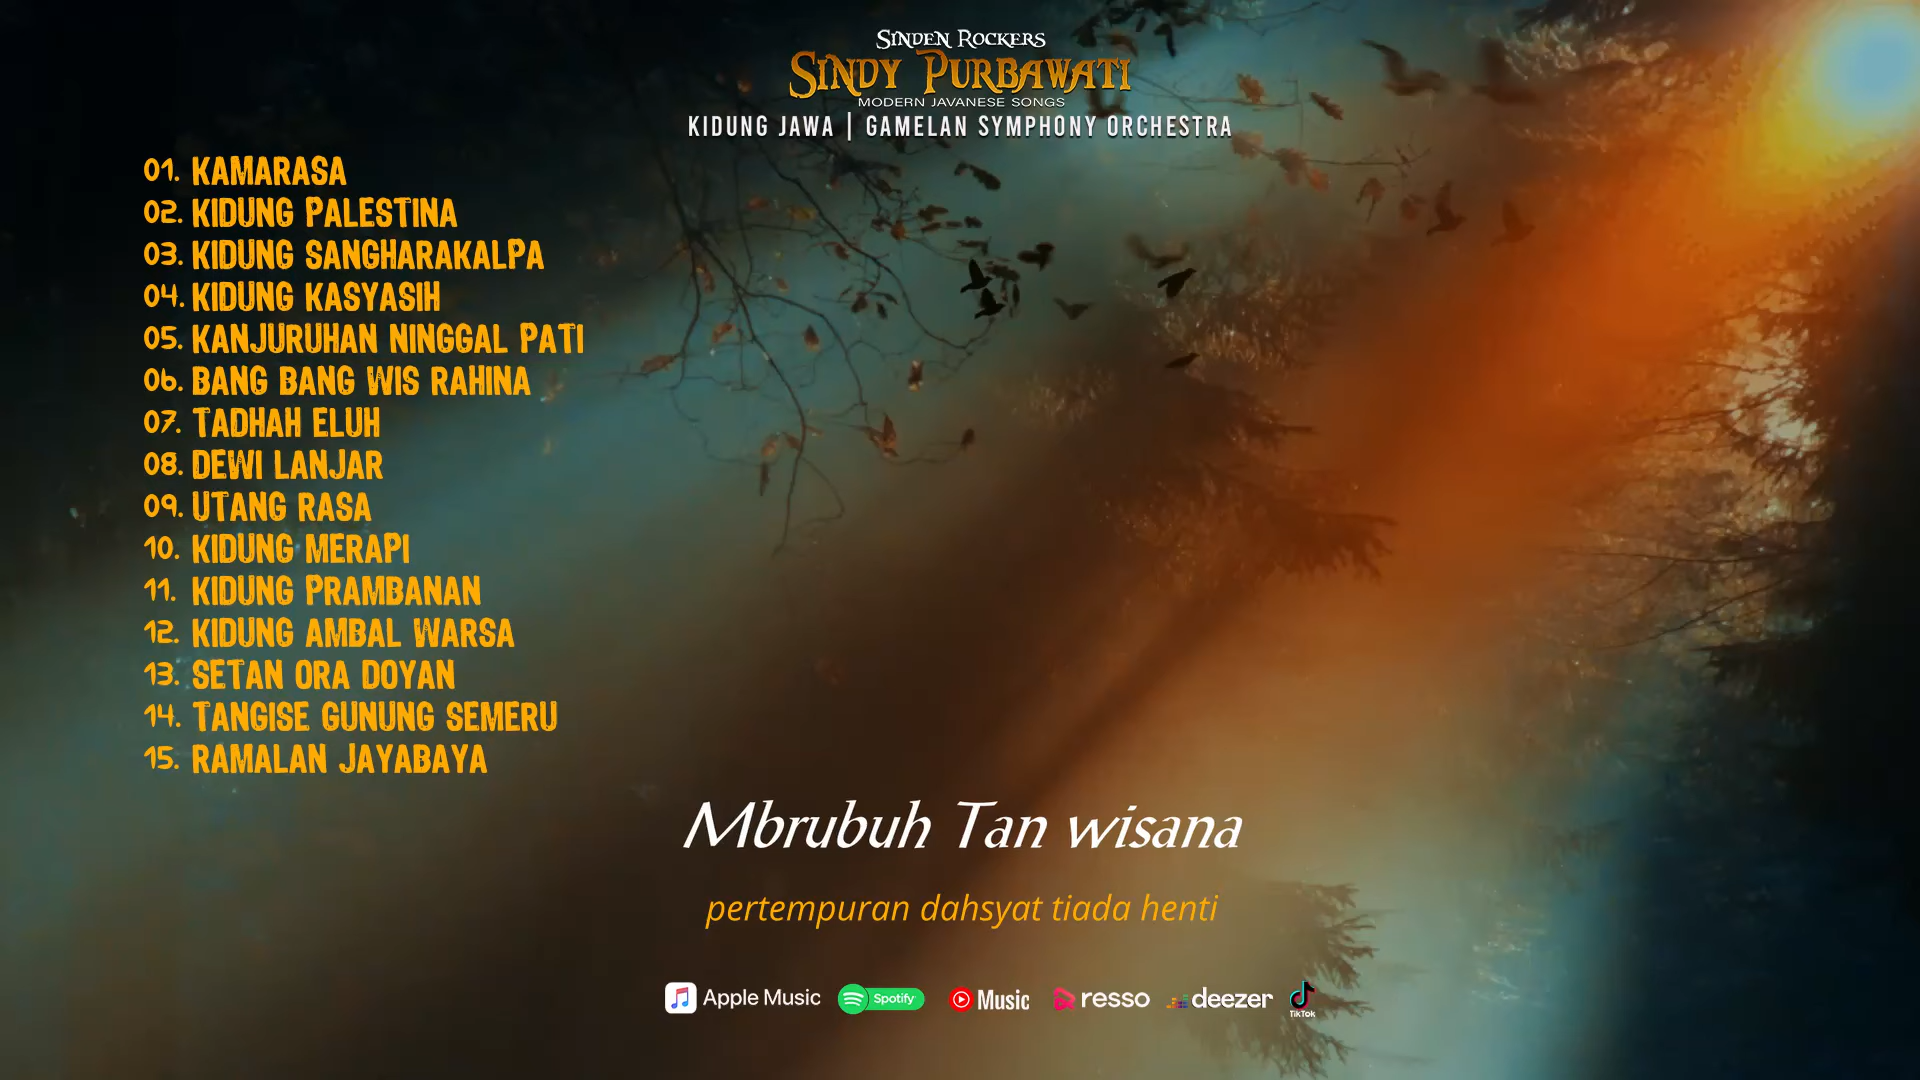 SINDEN ROCKERS
SINDY PURBAWATI
MODERN JAVANESE SONGS
KIDUNG JAWA | GAMELAN SYMPHONY ORCHESTRA
01. KAMARASA
02. KIDUNG PALESTINA
03. KIDUNG SANGHARAKALPA
04. KIDUNG KASYASIH
05. KANJURUHAN NINGGAL PATI
06. BANG BANG WIS RAHINA
07. TADHAH ELUH
08. DEWI LANJAR
09. UTANG RASA
10. KIDUNG MERAPI
11. KIDUNG PRAMBANAN
12. KIDUNG AMBAL WARSA
13. SETAN ORA DOYAN
14. TANGISE GUNUNG SEMERU
15. RAMALAN JAYABAYA
Mbrubuh Tan wisana
pertempuran dahsyat tiada henti
Apple Music Spotify Music resso deezer TikTok